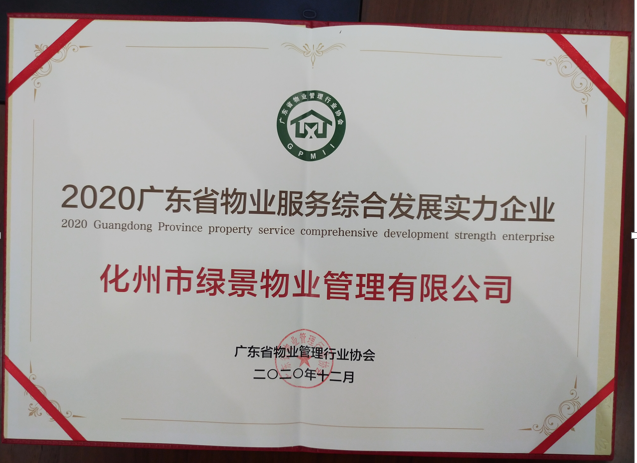 广东省物业管理行业协会
GPMII
2020广东省物业服务综合发展实力企业
2020 Guangdong Province property service comprehensive development strength enterprise
化州市绿景物业管理有限公司
广东省物业管理行业协会
二〇二〇年十二月